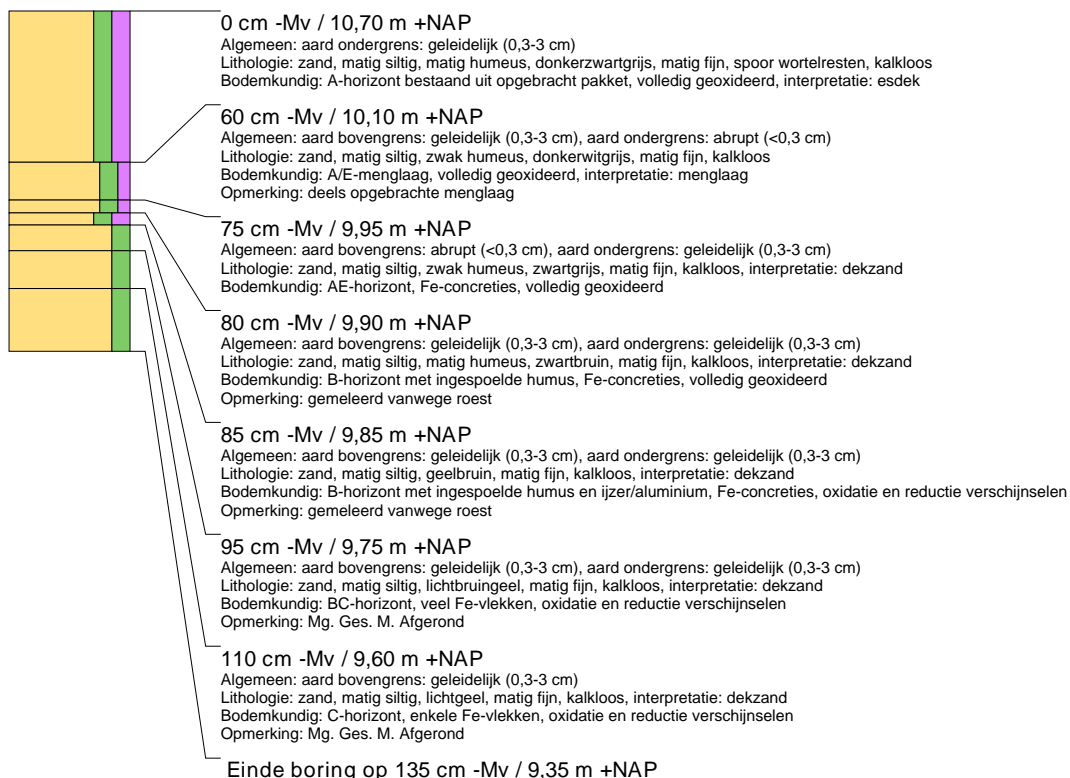 0 cm -Mv / 10,70 m +NAP
Algemeen: aard ondergrens: geleidelijk (0,3-3 cm)
Lithologie: zand, matig siltig, matig humeus, donkerzwartgrijs, matig fijn, spoor wortelresten, kalkloos
Bodemkundig: A-horizont bestaand uit opgebracht pakket, volledig geoxideerd, interpretatie: esdek
60 cm -Mv / 10,10 m +NAP
Algemeen: aard bovengrens: geleidelijk (0,3-3 cm), aard ondergrens: abrupt (<0,3 cm)
Lithologie: zand, matig siltig, zwak humeus, donkerwitgrijs, matig fijn, kalkloos
Bodemkundig: A/E-menglaag, volledig geoxideerd, interpretatie: menglaag
Opmerking: deels opgebrachte menglaag
75 cm -Mv / 9,95 m +NAP
Algemeen: aard bovengrens: abrupt (<0,3 cm), aard ondergrens: geleidelijk (0,3-3 cm)
Lithologie: zand, matig siltig, zwak humeus, zwartgrijs, matig fijn, kalkloos, interpretatie: dekzand
Bodemkundig: AE-horizont, Fe-concreties, volledig geoxideerd
80 cm -Mv / 9,90 m +NAP
Algemeen: aard bovengrens: geleidelijk (0,3-3 cm), aard ondergrens: geleidelijk (0,3-3 cm)
Lithologie: zand, matig siltig, matig humeus, zwartbruin, matig fijn, kalkloos, interpretatie: dekzand
Bodemkundig: B-horizont met ingespoelde humus, Fe-concreties, volledig geoxideerd
Opmerking: gemeleerd vanwege roest
85 cm -Mv / 9,85 m +NAP
Algemeen: aard bovengrens: geleidelijk (0,3-3 cm), aard ondergrens: geleidelijk (0,3-3 cm)
Lithologie: zand, matig siltig, geelbruin, matig fijn, kalkloos, interpretatie: dekzand
Bodemkundig: B-horizont met ingespoelde humus en ijzer/aluminium, Fe-concreties, oxidatie en reductie verschijnselen
Opmerking: gemeleerd vanwege roest
95 cm -Mv / 9,75 m +NAP
Algemeen: aard bovengrens: geleidelijk (0,3-3 cm), aard ondergrens: geleidelijk (0,3-3 cm)
Lithologie: zand, matig siltig, lichtbruingeel, matig fijn, kalkloos, interpretatie: dekzand
Bodemkundig: BC-horizont, veel Fe-vlekken, oxidatie en reductie verschijnselen
Opmerking: Mg. Ges. M. Afgerond
110 cm -Mv / 9,60 m +NAP
Algemeen: aard bovengrens: geleidelijk (0,3-3 cm)
Lithologie: zand, matig siltig, lichtgeel, matig fijn, kalkloos, interpretatie: dekzand
Bodemkundig: C-horizont, enkele Fe-vlekken, oxidatie en reductie verschijnselen
Opmerking: Mg. Ges. M. Afgerond
Einde boring op 135 cm -Mv / 9,35 m +NAP